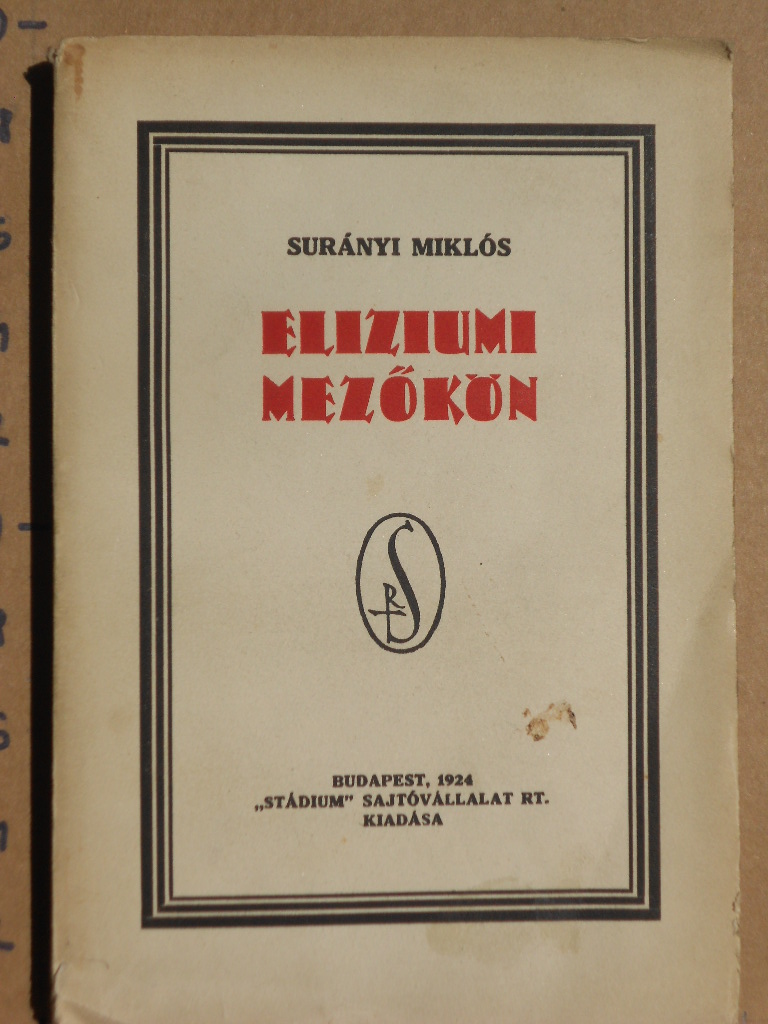 SURÁNYI MIKLÓS
ELIZIUMI
MEZŐKÖN
S
R
BUDAPEST, 1924
„STÁDIUM” SAJTÓVÁLLALAT RT.
KIADÁSA